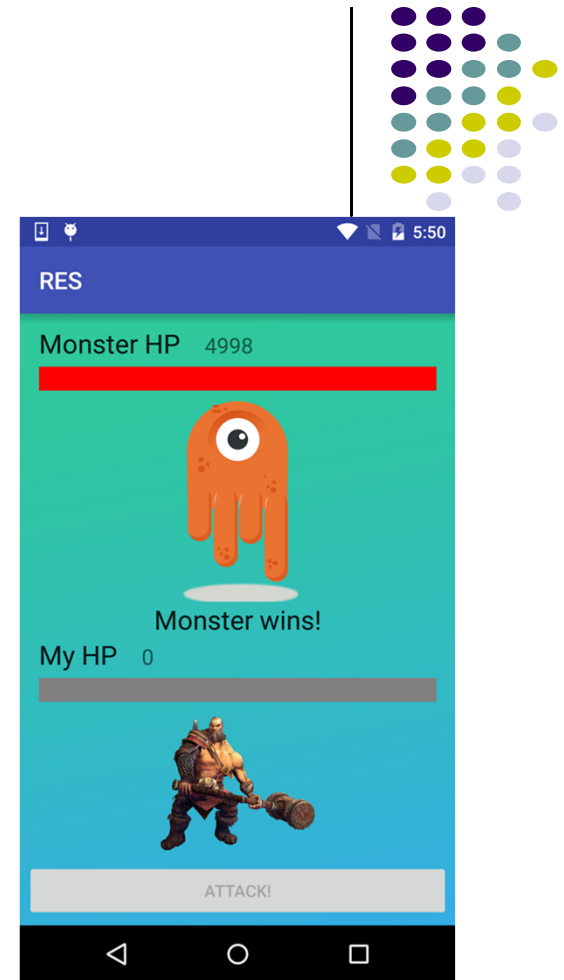 5:50
RES
Monster HP 4998
Monster wins!
My HP 0
ATTACK!